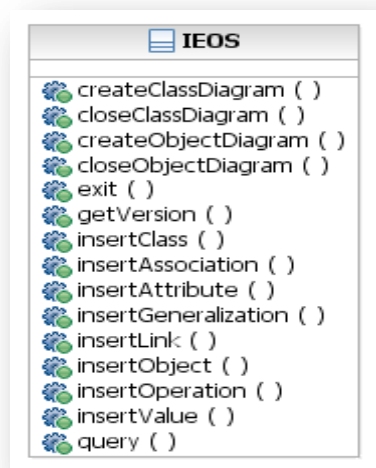 IEOS
createClassDiagram ( )
closeClassDiagram ( )
createObjectDiagram ( )
closeObjectDiagram ( )
exit ( )
getVersion ( )
insertClass ( )
insertAssociation ( )
insertAttribute ( )
insertGeneralization ( )
insertLink ( )
insertObject ( )
insertOperation ( )
insertValue ( )
query ( )